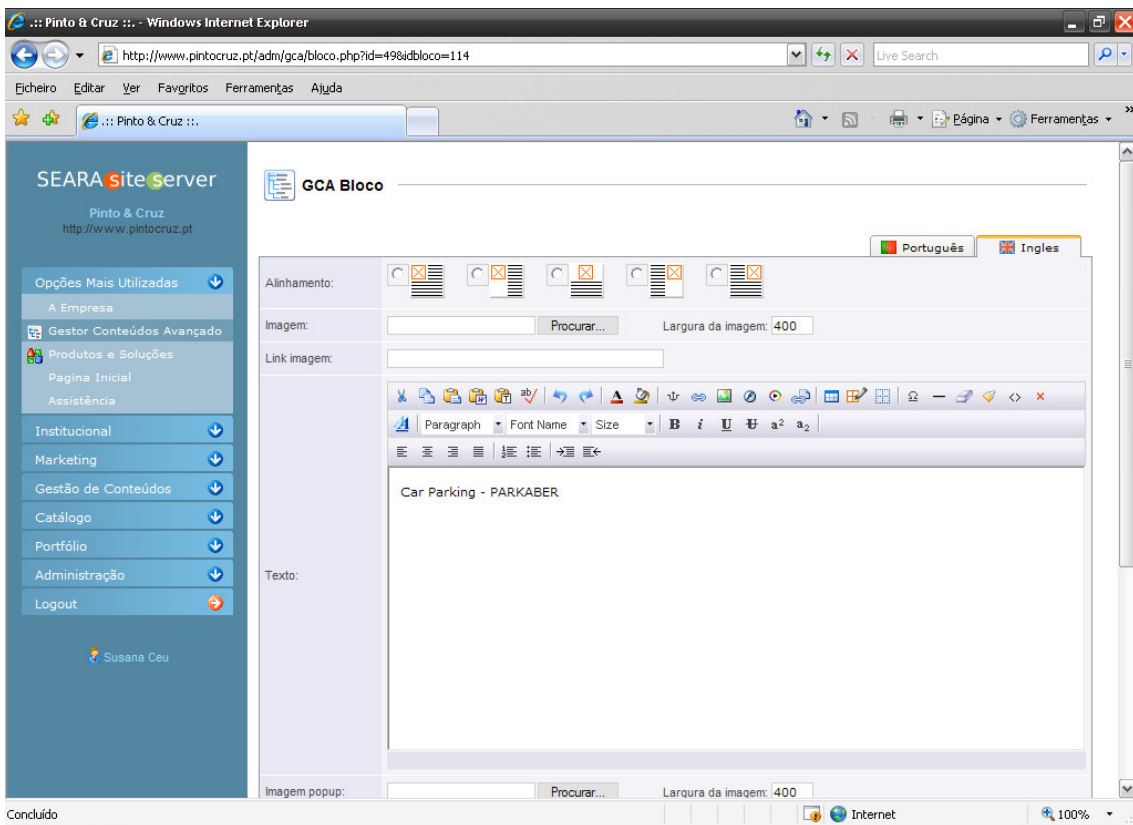 .:: Pinto & Cruz ::. - Windows Internet Explorer
http://www.pintocruz.pt/adm/gca/bloco.php?id=49&idbloco=114
Live Search
Ficheiro Editar Ver Favoritos Ferramentas Ajuda
.:: Pinto & Cruz ::.
Página Ferramentas
SEARA site server
Pinto & Cruz
http://www.pintocruz.pt
Opções Mais Utilizadas
A Empresa
Gestor Conteúdos Avançado
Produtos e Soluções
Pagina Inicial
Assistência
Institucional
Marketing
Gestão de Conteúdos
Catálogo
Portfólio
Administração
Logout
Susana Ceu
GCA Bloco
Português Ingles
Alinhamento:
Imagem: Procurar... Largura da imagem: 400
Link imagem:
Paragraph Font Name Size B i U U a² a₂
Texto:
Car Parking - PARKABER
Imagem popup: Procurar... Largura da imagem: 400
Concluído Internet 100%